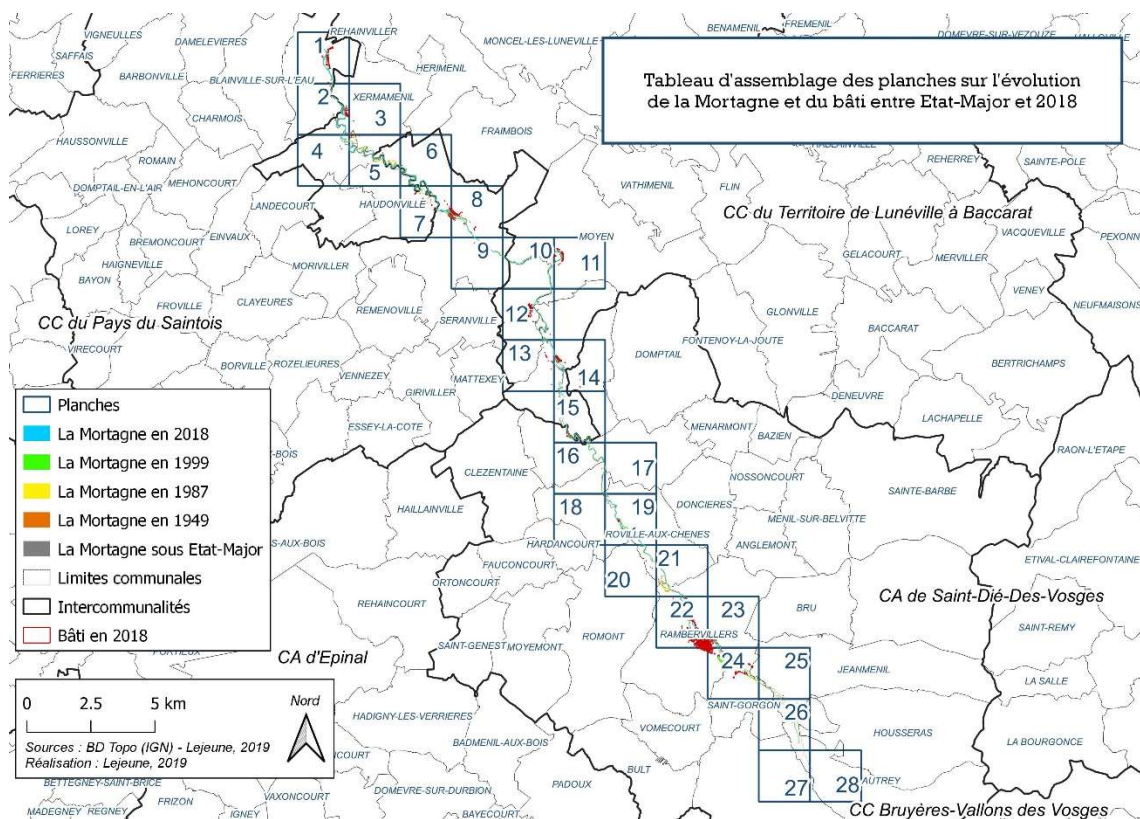 Tableau d'assemblage des planches sur l'évolution
de la Mortagne et du bâti entre Etat-Major et 2018
VIGNEULLES
DAMELEVIERES
REHAINVILLER
MONCEL-LES-LUNEVILLE
BENAMENIL
FREMENIL
DOMEVRE-SUR-VEZOUZE
SAFFAIS
FERRIERES
BARBONVILLE
BLAINVILLE-SUR-L'EAU
HERIMENIL
1
2
XERMAMENIL
3
CHARMOIS
FRAIMBOIS
HAUSSONVILLE
4
6
REHERREY
SAINTE-POLE
ROMAIN
MEHONCOURT
5
DOMPTAIL-EN-L'AIR
VATHIMENIL
FLIN
LANDECOURT
HAUDONVILLE
8
CC du Territoire de Lunéville à Baccarat
VACQUEVILLE
LOREY
7
BREMONCOURT
EINVAUX
9
10
MOYEN
11
PEXONN
HAIGNEVILLE
MORIVILLER
GELACOURT
MERVILLER
BAYON
VENEY
NEUFMAISONS
FROVILLE
CLAYEURES
REMENOVILLE
SERANVILLE
12
GLONVILLE
BACCARAT
CC du Pays du Saintois
VIRECOURT
BORVILLE
ROZELIEURES
VENNEZEY
GIRIVILLER
MATTEXEY
13
14
DOMPTAIL
FONTENOY-LA-JOUTE
BERTRICHAMPS
DENEUVRE
LACHAPELLE
15
Planches
La Mortagne en 2018
La Mortagne en 1999
La Mortagne en 1987
La Mortagne en 1949
La Mortagne sous Etat-Major
Limites communales
Intercommunalités
Bâti en 2018
ESSEY-LA-COTE
MENARMONT
BAZIEN
RAON-L'ETAPE
16
17
CLEZENTAINE
NOSSONCOURT
SAINTE-BARBE
HAILLAINVILLE
18
19
DONCIERES
MENIL-SUR-BELVITTE
S-AUX-BOIS
HARDANCOURT
ROVILLE-AUX-CHENES
ANGLEMONT
ETIVAL-CLAIREFONTAINE
FAUCONCOURT
20
21
ORTONCOURT
REHAINCOURT
22
23
BRU
CA de Saint-Dié-Des-Vosges
SAINT-REMY
ROMONT
RAMBERVILLERS
CA d'Epinal
SAINT-GENEST
MOYEMONT
24
25
JEANMENIL
LA SALLE
0 2.5 5 km
Nord
Sources : BD Topo (IGN) - Lejeune, 2019
Réalisation : Lejeune, 2019
SAINT-GORGON
26
HADIGNY-LES-VERRIERES
VOMECOURT
HOUSSERAS
LA BOURGONCE
BADMENIL-AUX-BOIS
BULT
27
28
AUTREY
BETTEGNEY-SAINT-BRICE
PADOUX
MADEGNEY
REGNEY
FRIZON
VAXONCOURT
IGNEY
DOMEVRE-SUR-DURBION
BAYECOURT
CC Bruyères-Vallons des Vosges